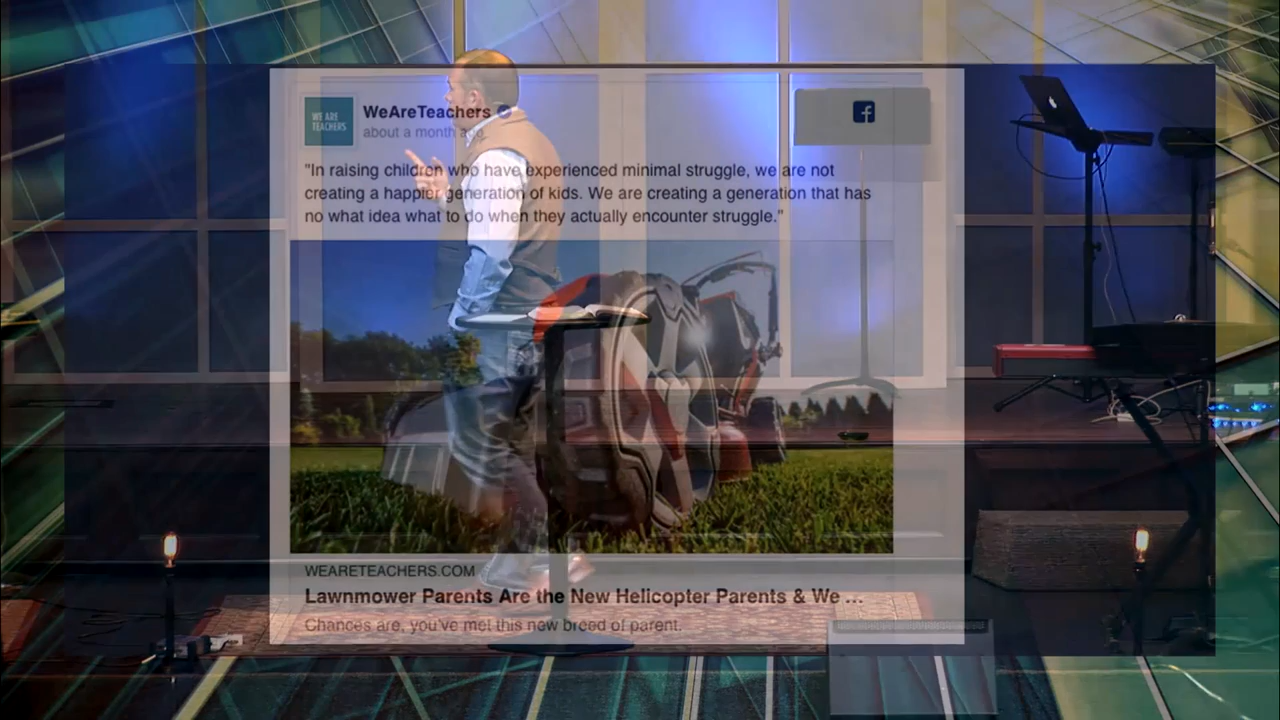 WE ARE
TEACHERS
WeAreTeachers
about a month ago
"In raising children who have experienced minimal struggle, we are not
creating a happier generation of kids. We are creating a generation that has
no what idea what to do when they actually encounter struggle."
WEARETEACHERS.COM
Lawnmower Parents Are the New Helicopter Parents & We ...
Chances are, you've met this new breed of parent.